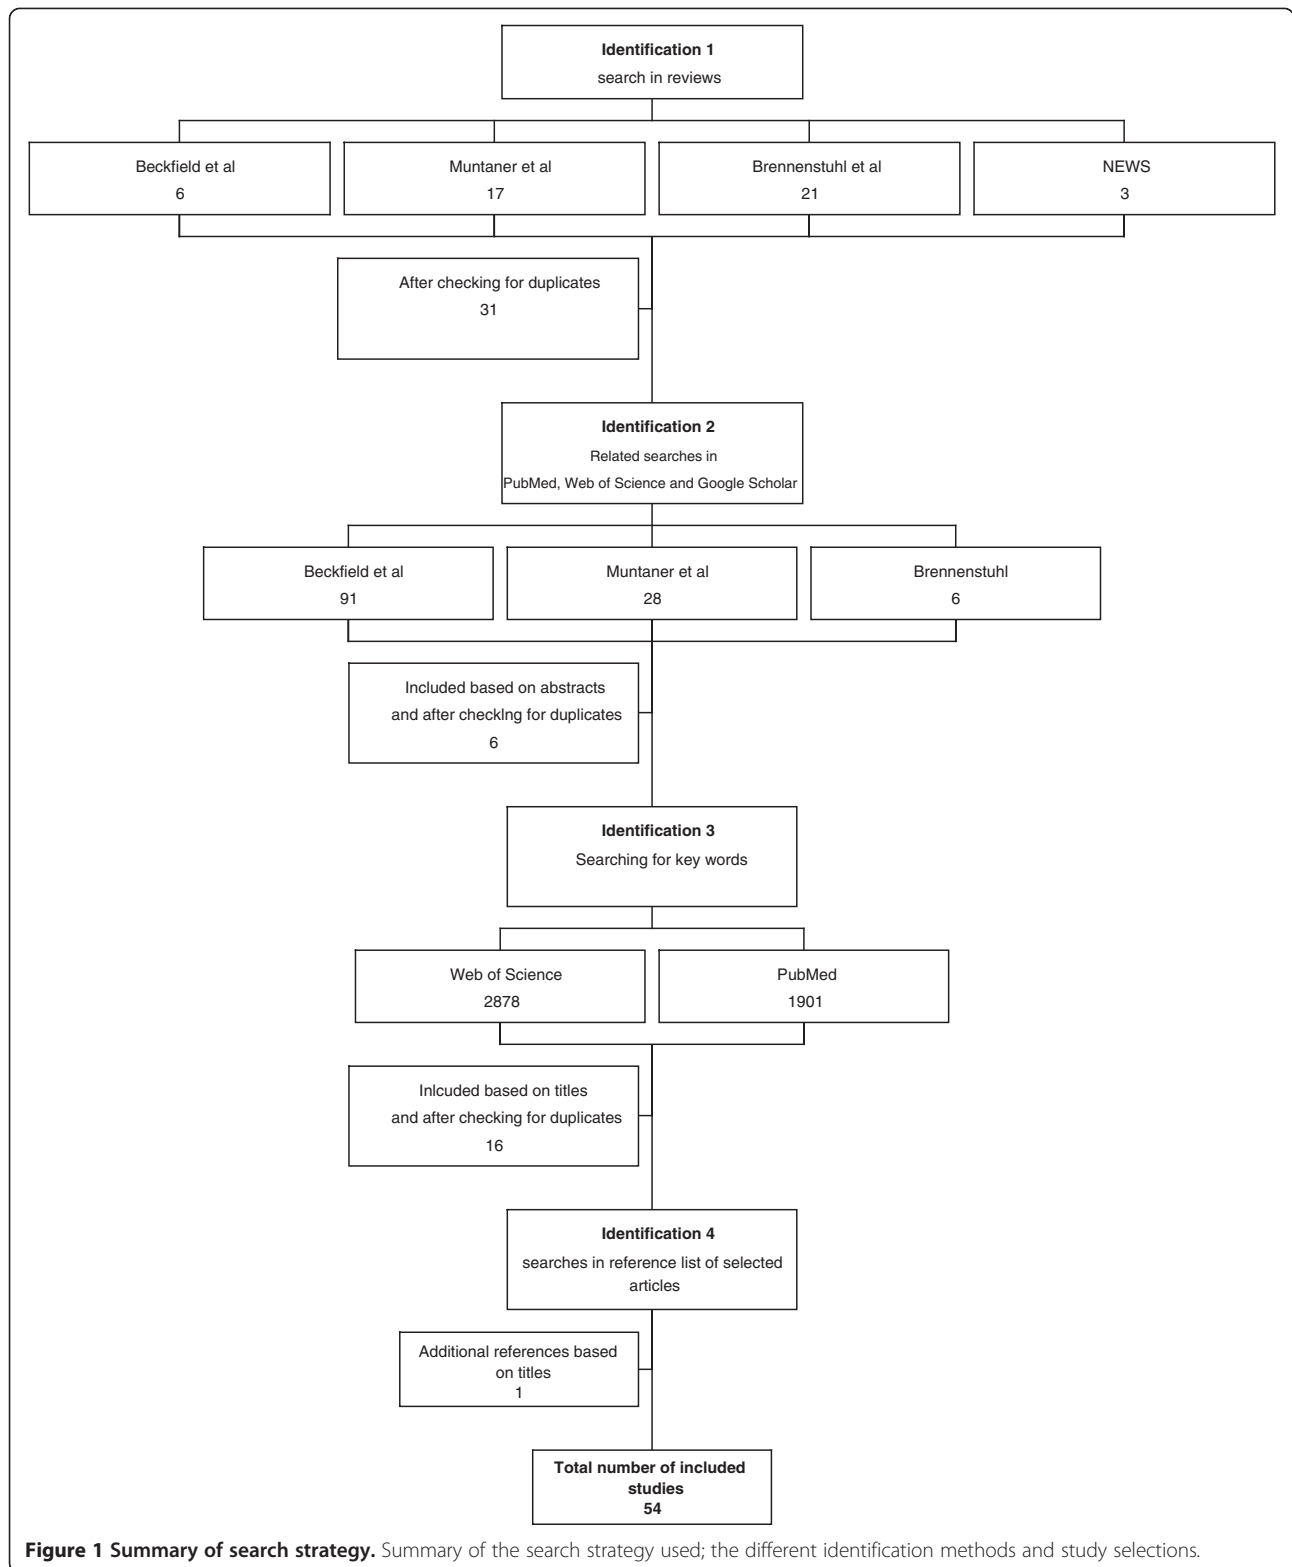 Identification 1
search in reviews
Beckfield et al
6
Muntaner et al
17
Brennenstuhl et al
21
NEWS
3
After checking for duplicates
31
Identification 2
Related searches in
PubMed, Web of Science and Google Scholar
Beckfield et al
91
Muntaner et al
28
Brennenstuhl
6
Included based on abstracts
and after checklng for duplicates
6
Identification 3
Searching for key words
Web of Science
2878
PubMed
1901
Inlcuded based on titles
and after checking for duplicates
16
Identification 4
searches in reference list of selected
articles
Additional references based
on titles
1
Total number of included
studies
54
Figure 1 Summary of search strategy. Summary of the search strategy used; the different identification methods and study selections.